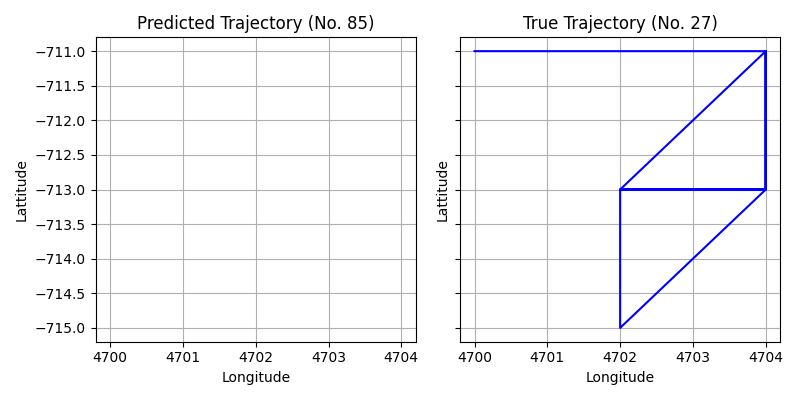 Predicted Trajectory (No. 85)
True Trajectory (No. 27)
−711.0
−711.5
−712.0
−712.5
−713.0
−713.5
−714.0
−714.5
−715.0
Lattitude
Lattitude
4700 4701 4702 4703 4704
4700 4701 4702 4703 4704
Longitude
Longitude